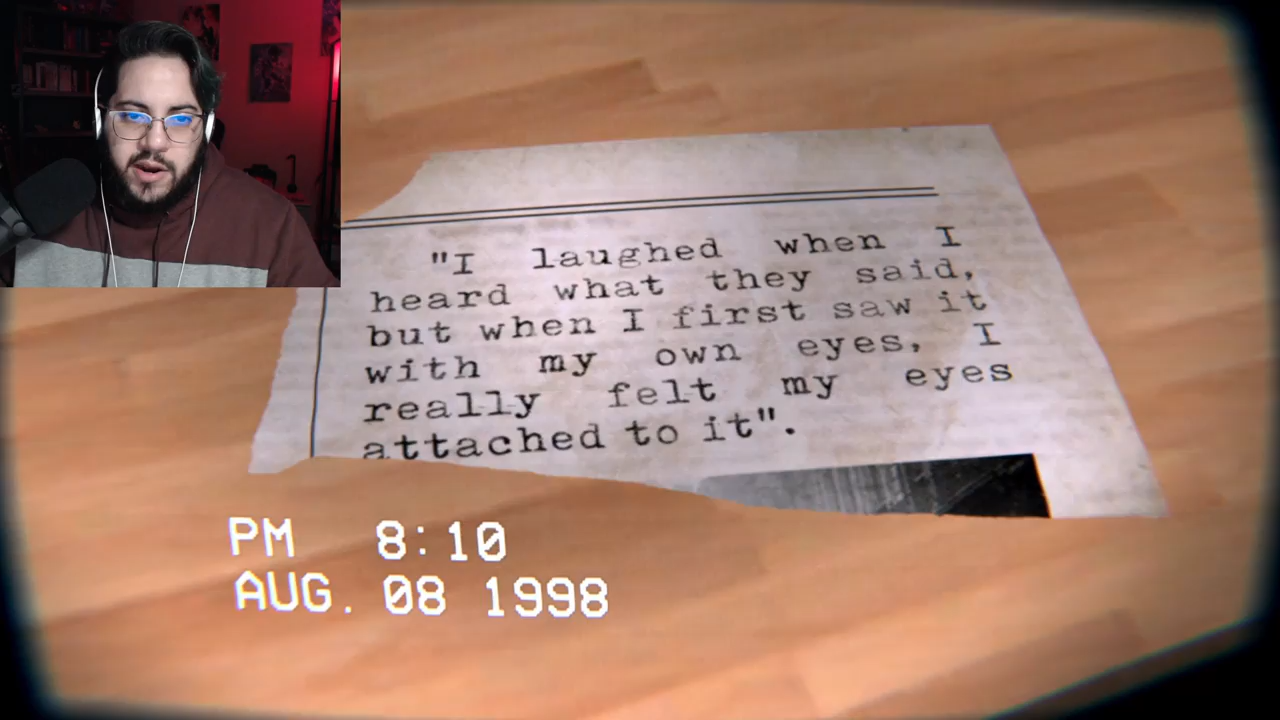 "I laughed when I
heard what they said,
but when I first saw it
with my own eyes, I
really felt my eyes
attached to it".
PM 8:10
AUG. 08 1998